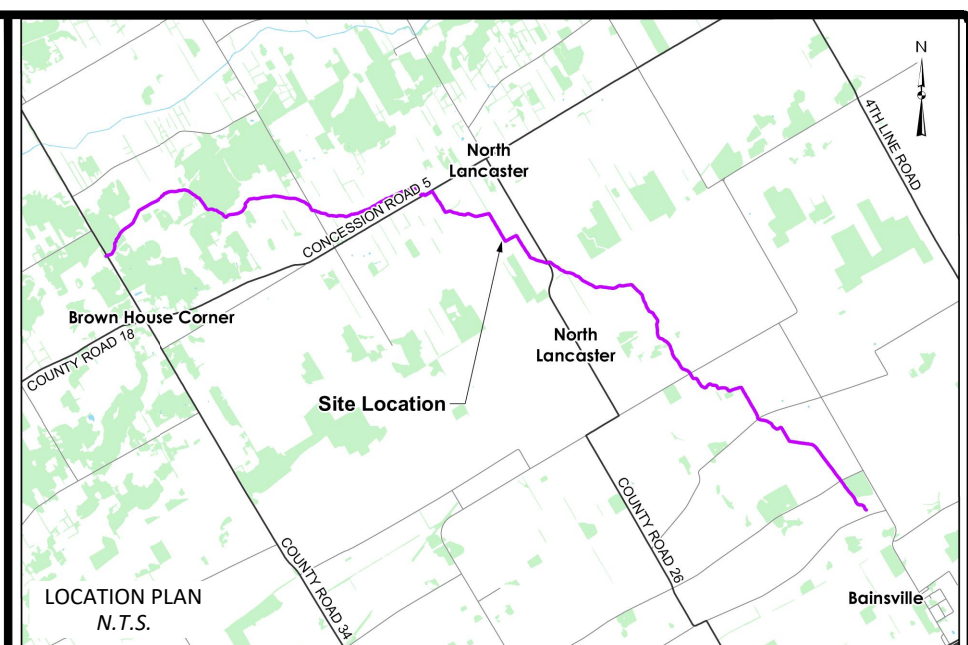 N
4TH LINE ROAD
North
Lancaster
CONCESSION ROAD 5
Brown House Corner
COUNTY ROAD 18
North
Lancaster
Site Location
COUNTY ROAD 26
COUNTY ROAD 34
Bainsville
LOCATION PLAN
N.T.S.